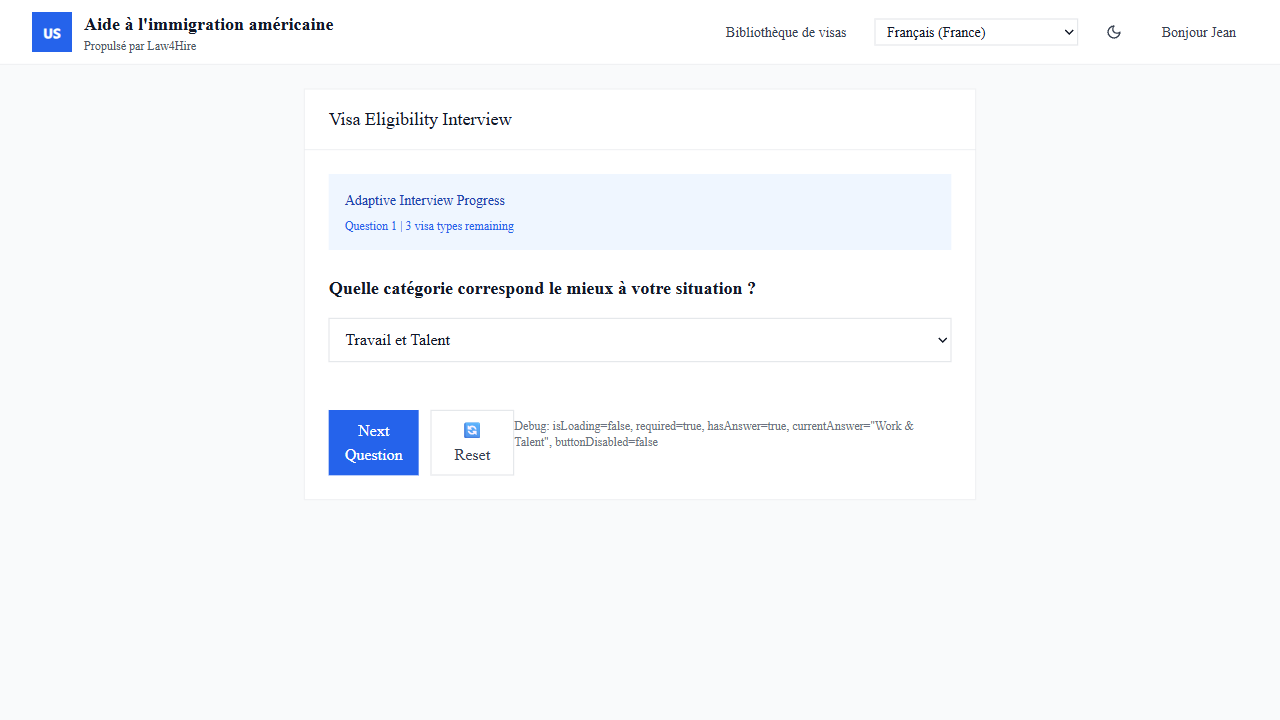 US
Aide à l'immigration américaine
Propulsé par Law4Hire
Bibliothèque de visas
Français (France)
Bonjour Jean
Visa Eligibility Interview
Adaptive Interview Progress
Question 1 | 3 visa types remaining
Quelle catégorie correspond le mieux à votre situation ?
Travail et Talent
Next
Question
Reset
Debug: isLoading=false, required=true, hasAnswer=true, currentAnswer="Work &
Talent", buttonDisabled=false